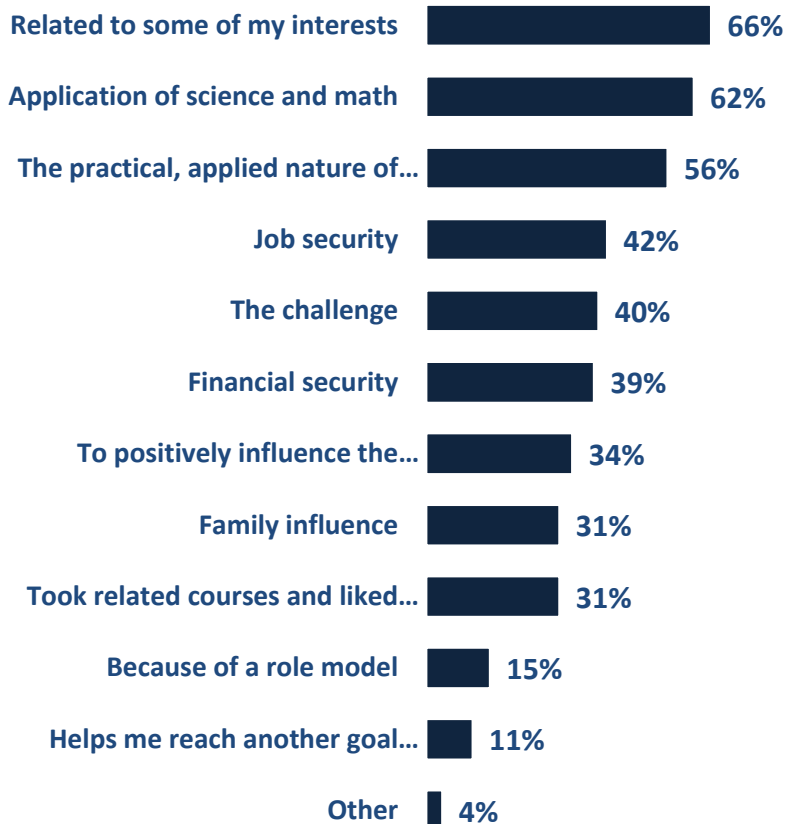 Related to some of my interests 66%
Application of science and math 62%
The practical, applied nature of… 56%
Job security 42%
The challenge 40%
Financial security 39%
To positively influence the… 34%
Family influence 31%
Took related courses and liked… 31%
Because of a role model 15%
Helps me reach another goal… 11%
Other 4%